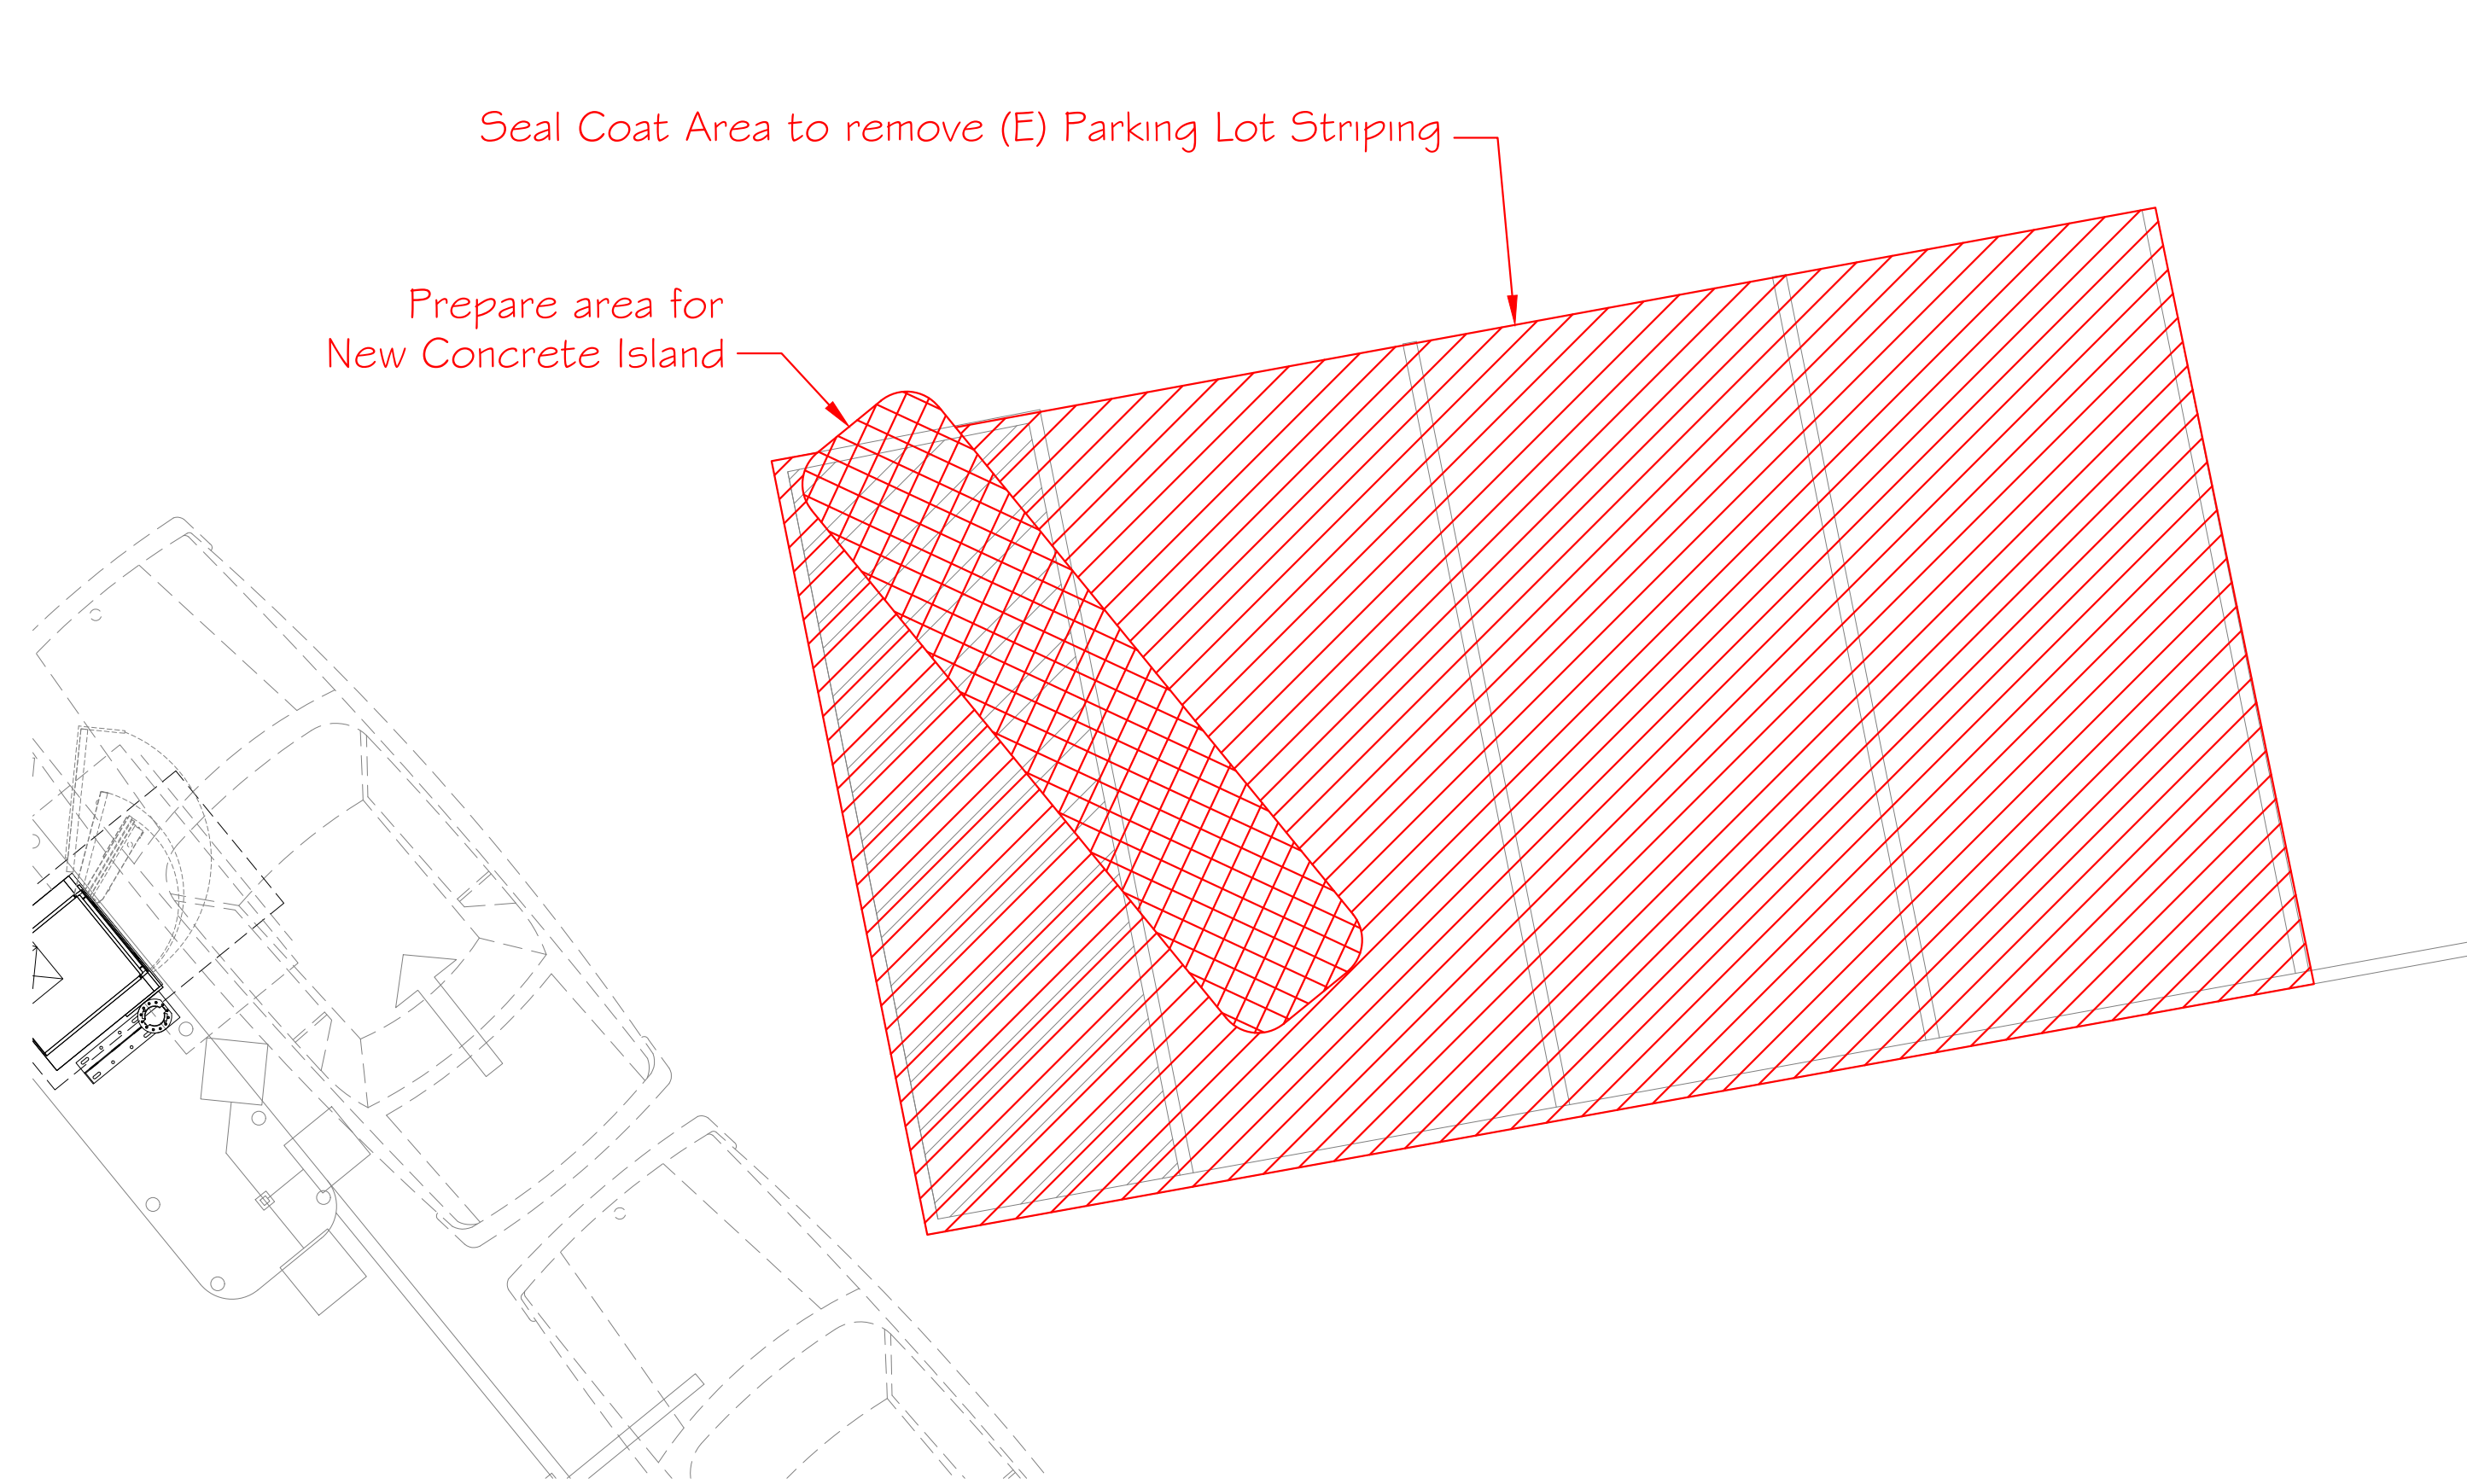 Seal Coat Area to remove (E) Parking Lot Striping
Prepare area for
New Concrete Island